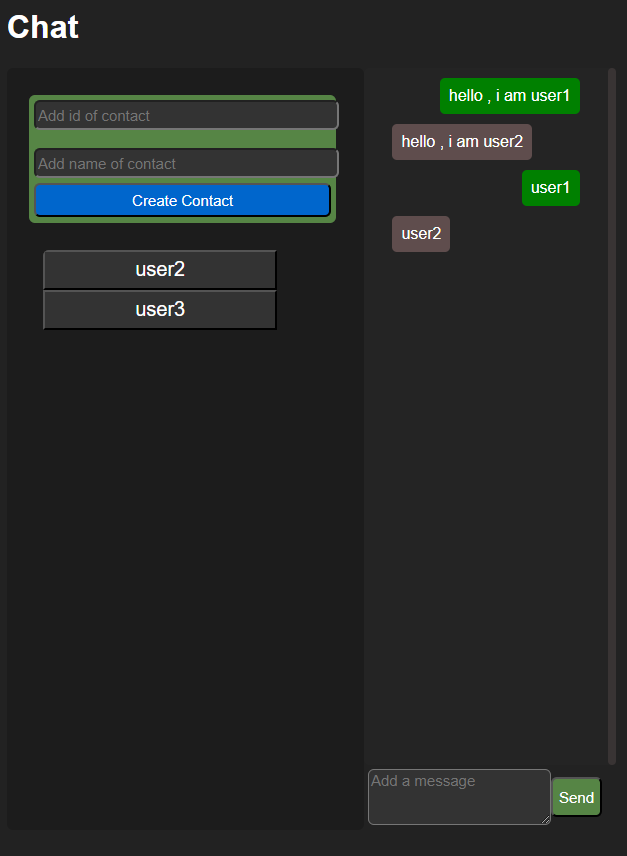 Chat
Add id of contact
Add name of contact
Create Contact
user2
user3
hello , i am user1
hello , i am user2
user1
user2
Add a message
Send